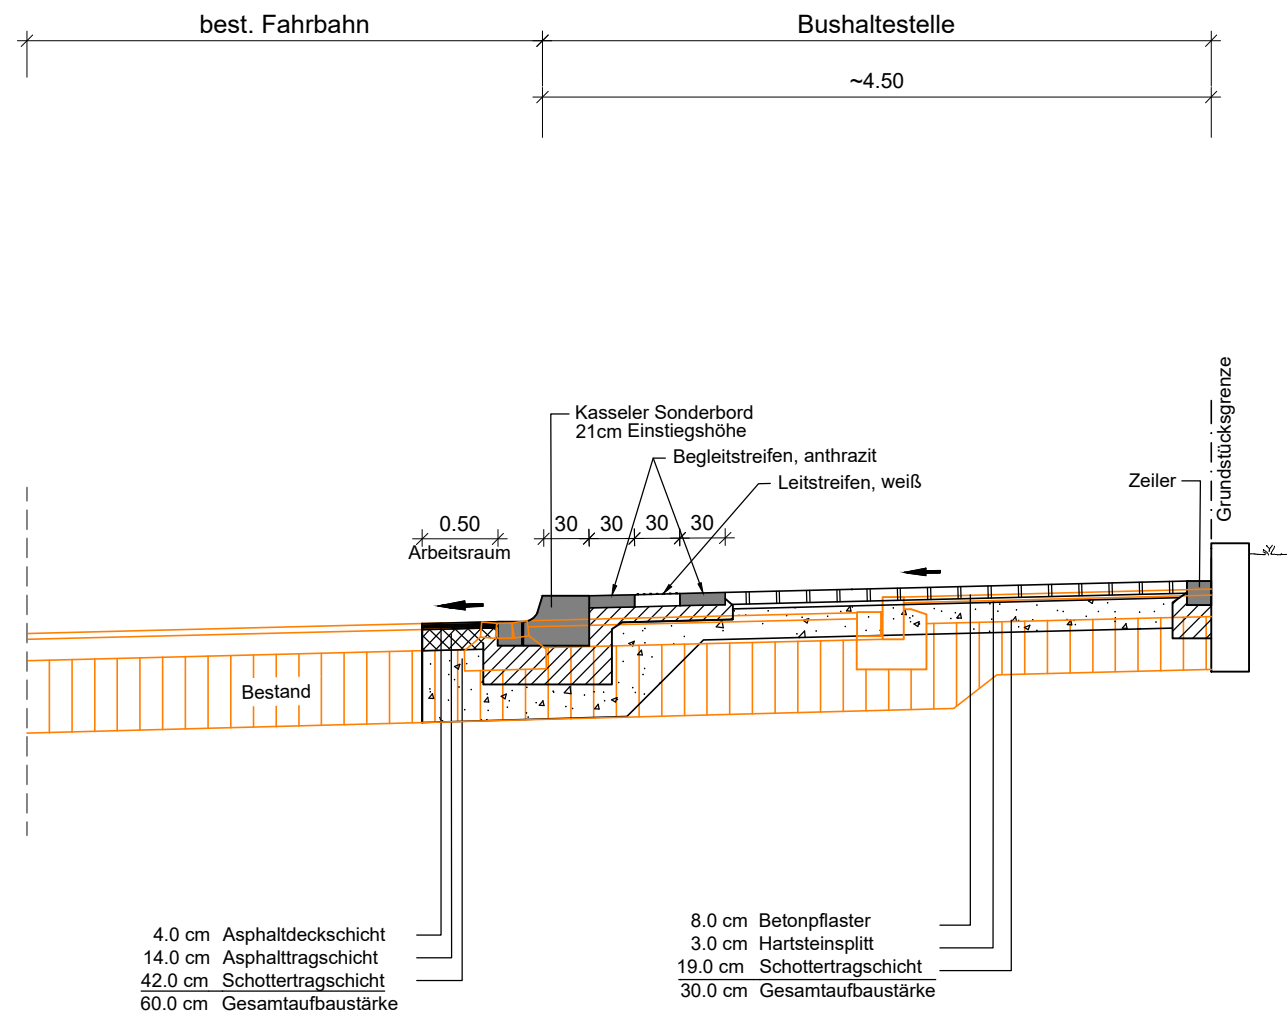 best. Fahrbahn
Bushaltestelle
~4.50
Grundstücksgrenze
Kasseler Sonderbord
21cm Einstiegshöhe
Begleitstreifen, anthrazit
Leitstreifen, weiß
Zeiler
0.50
30
30
30
30
Arbeitsraum
Bestand
4.0 cm Asphaltdeckschicht
14.0 cm Asphalttragschicht
42.0 cm Schottertragschicht
60.0 cm Gesamtaufbaustärke
8.0 cm Betonpflaster
3.0 cm Hartsteinsplitt
19.0 cm Schottertragschicht
30.0 cm Gesamtaufbaustärke